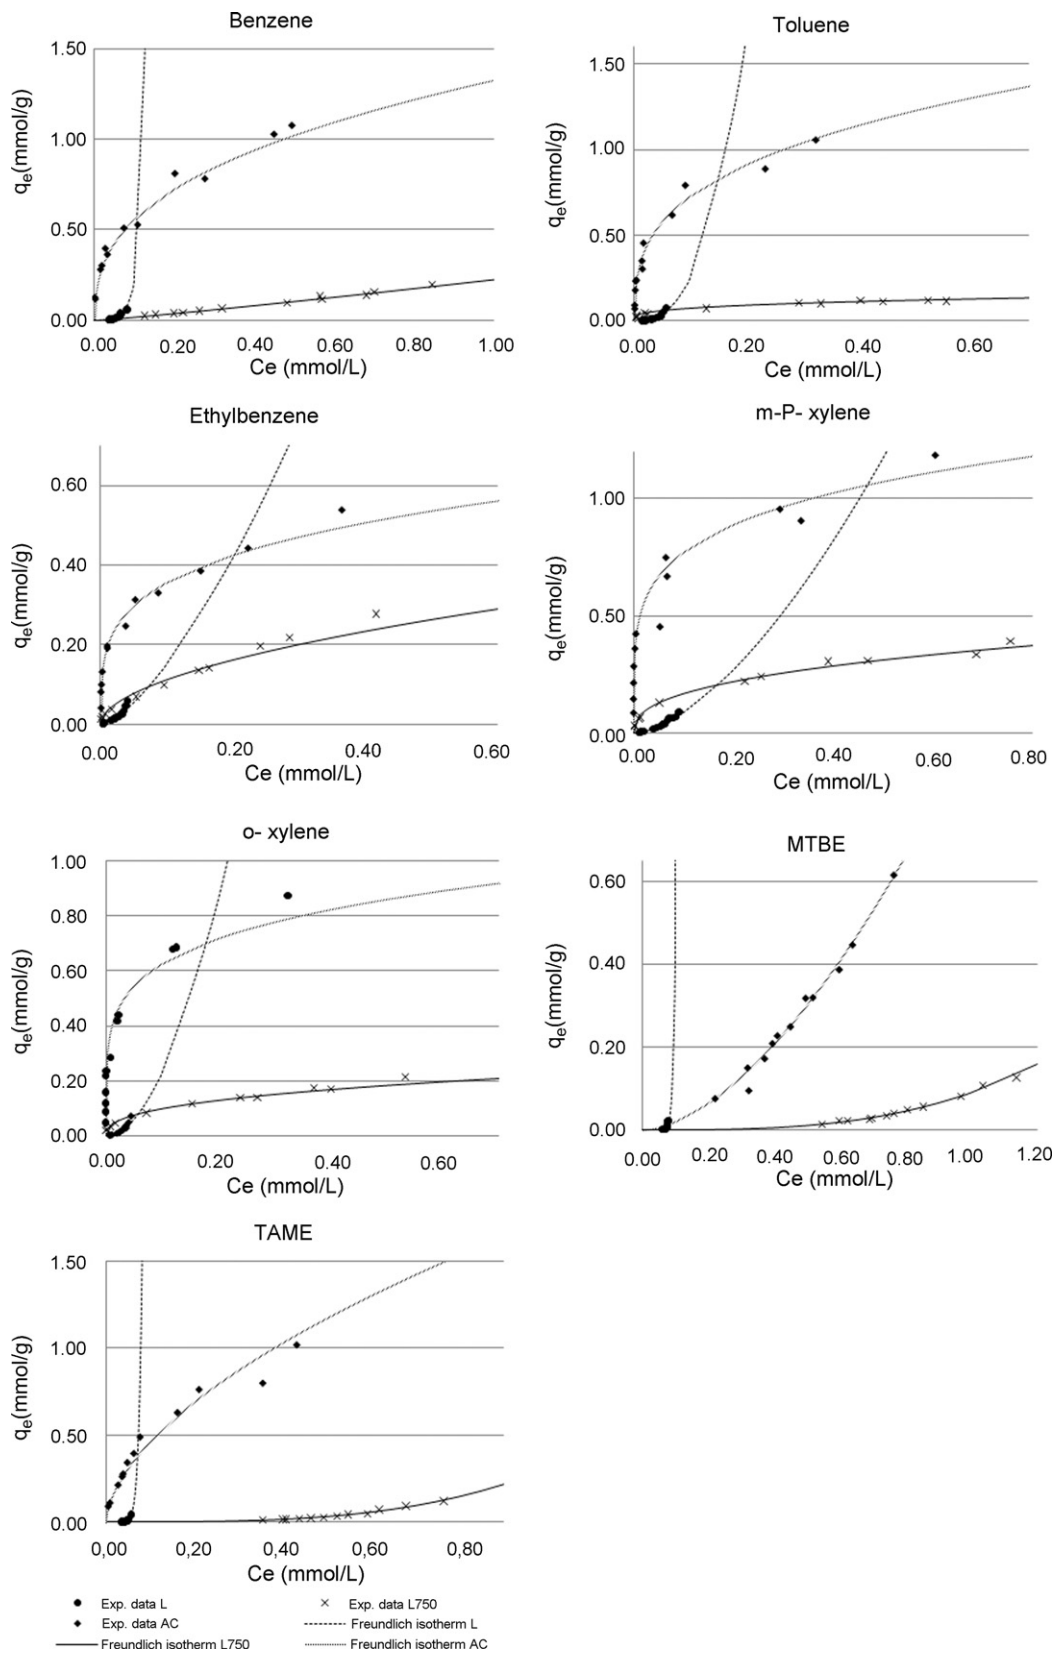 Benzene
qe(mmol/g)
1.50
1.00
0.50
0.00
0.00 0.20 0.40 0.60 0.80 1.00
Ce (mmol/L)
Toluene
qe(mmol/g)
1.50
1.00
0.50
0.00
0.00 0.20 0.40 0.60
Ce (mmol/L)
Ethylbenzene
qe(mmol/g)
0.60
0.40
0.20
0.00
0.00 0.20 0.40 0.60
Ce (mmol/L)
m-P- xylene
qe(mmol/g)
1.00
0.50
0.00
0.00 0.20 0.40 0.60 0.80
Ce (mmol/L)
o- xylene
qe(mmol/g)
1.00
0.80
0.60
0.40
0.20
0.00
0.00 0.20 0.40 0.60
Ce (mmol/L)
MTBE
qe(mmol/g)
0.60
0.40
0.20
0.00
0.00 0.20 0.40 0.60 0.80 1.00 1.20
Ce (mmol/L)
TAME
qe(mmol/g)
1.50
1.00
0.50
0.00
0,00 0,20 0,40 0,60 0,80
Ce (mmol/L)
Exp. data L
Exp. data L750
Exp. data AC
Freundlich isotherm L
Freundlich isotherm L750
Freundlich isotherm AC